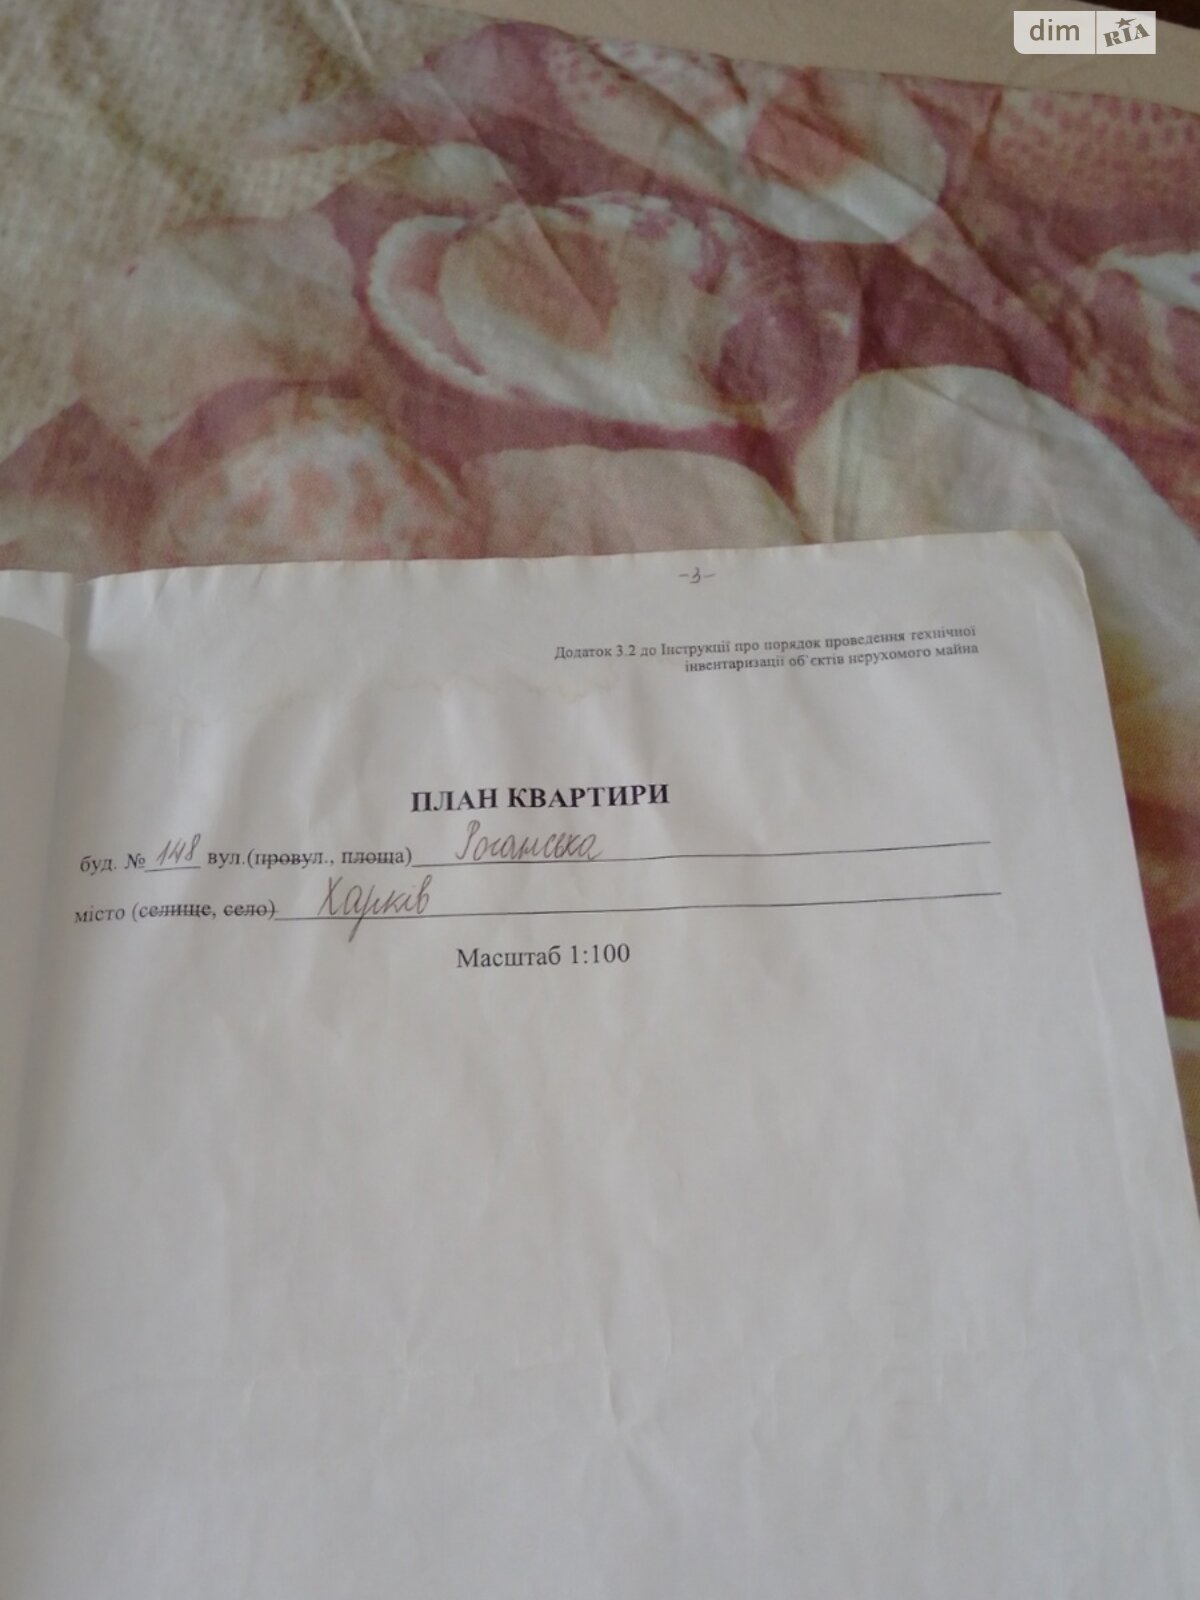 dim RIA
-3-
Додаток 3.2 до Інструкції про порядок проведення технічної
інвентаризації об`єктів нерухомого майна
ПЛАН КВАРТИРИ
буд. № 148 вул.(провул., площа) Роганська
місто (селище, село) Харків
Масштаб 1:100